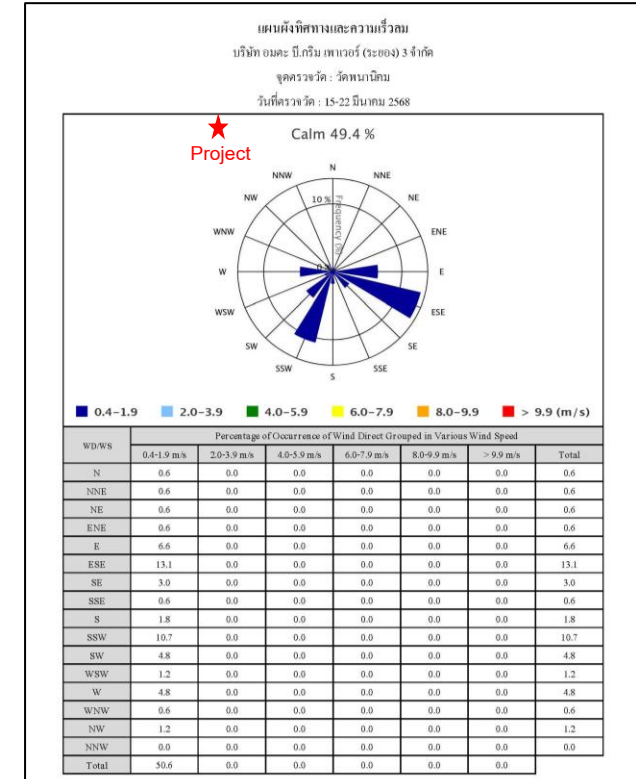 แผนผังทิศทางและความเร็วลม
บริษัท อมตะ บี.กริม เพาเวอร์ (ระยอง) 3 จำกัด
จุดตรวจวัด : วัดพนานิคม
วันที่ตรวจวัด : 15-22 มีนาคม 2568
Project
Calm 49.4 %
N
NNW NNE
NW NE
10 %
Frequency (%)
WNW ENE
0 %
W E
WSW ESE
SW SE
SSW SSE
S
0.4-1.9 2.0-3.9 4.0-5.9 6.0-7.9 8.0-9.9 > 9.9 (m/s)
WD/WS Percentage of Occurrence of Wind Direct Grouped in Various Wind Speed
0.4-1.9 m/s 2.0-3.9 m/s 4.0-5.9 m/s 6.0-7.9 m/s 8.0-9.9 m/s > 9.9 m/s Total
N 0.6 0.0 0.0 0.0 0.0 0.0 0.6
NNE 0.6 0.0 0.0 0.0 0.0 0.0 0.6
NE 0.6 0.0 0.0 0.0 0.0 0.0 0.6
ENE 0.6 0.0 0.0 0.0 0.0 0.0 0.6
E 6.6 0.0 0.0 0.0 0.0 0.0 6.6
ESE 13.1 0.0 0.0 0.0 0.0 0.0 13.1
SE 3.0 0.0 0.0 0.0 0.0 0.0 3.0
SSE 0.6 0.0 0.0 0.0 0.0 0.0 0.6
S 1.8 0.0 0.0 0.0 0.0 0.0 1.8
SSW 10.7 0.0 0.0 0.0 0.0 0.0 10.7
SW 4.8 0.0 0.0 0.0 0.0 0.0 4.8
WSW 1.2 0.0 0.0 0.0 0.0 0.0 1.2
W 4.8 0.0 0.0 0.0 0.0 0.0 4.8
WNW 0.6 0.0 0.0 0.0 0.0 0.0 0.6
NW 1.2 0.0 0.0 0.0 0.0 0.0 1.2
NNW 0.0 0.0 0.0 0.0 0.0 0.0 0.0
Total 50.6 0.0 0.0 0.0 0.0 0.0